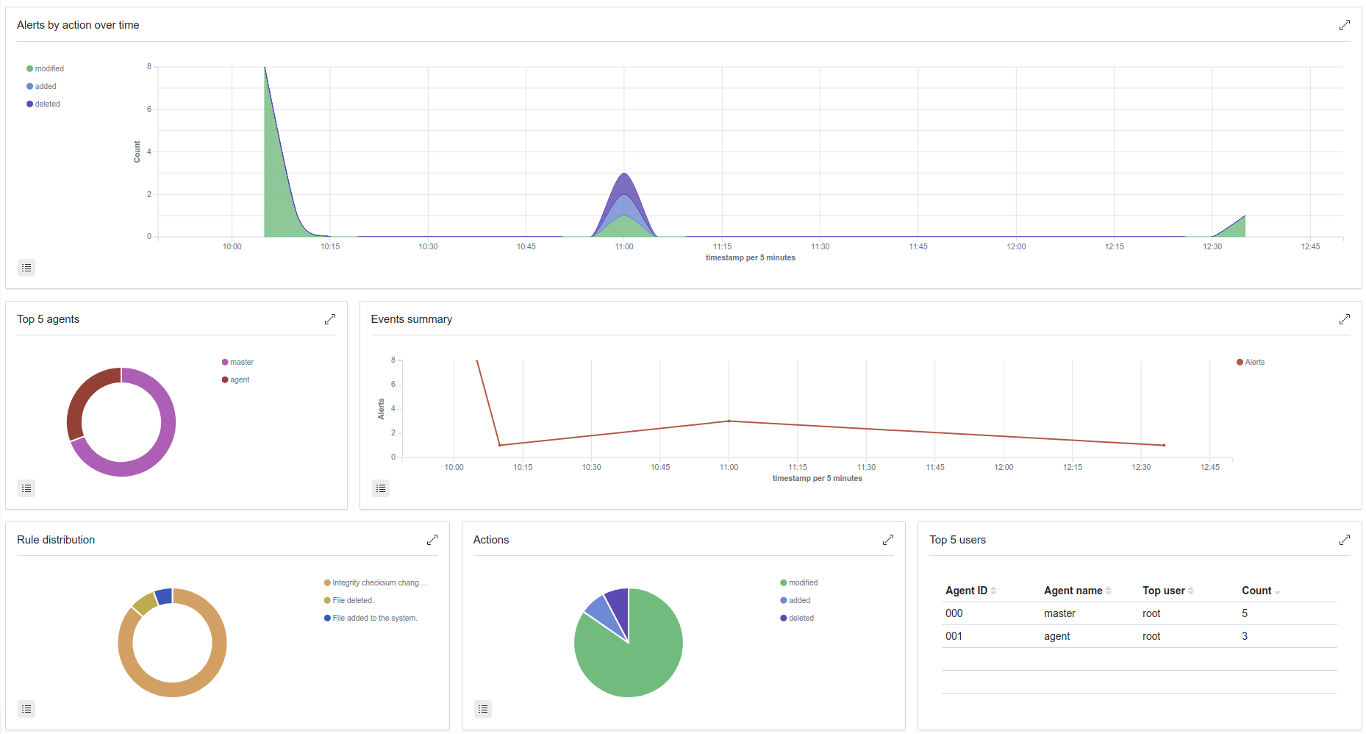 Alerts by action over time
modified
added
deleted
8
6
4
2
0
Count
10:00 10:15 10:30 10:45 11:00 11:15 11:30 11:45 12:00 12:15 12:30 12:45
timestamp per 5 minutes
Top 5 agents
master
agent
Events summary
8
6
4
2
0
Alerts
10:00 10:15 10:30 10:45 11:00 11:15 11:30 11:45 12:00 12:15 12:30 12:45
timestamp per 5 minutes
Alerts
Rule distribution
Integrity checksum chang...
File deleted.
File added to the system.
Actions
modified
added
deleted
Top 5 users
Agent ID Agent name Top user Count
000 master root 5
001 agent root 3